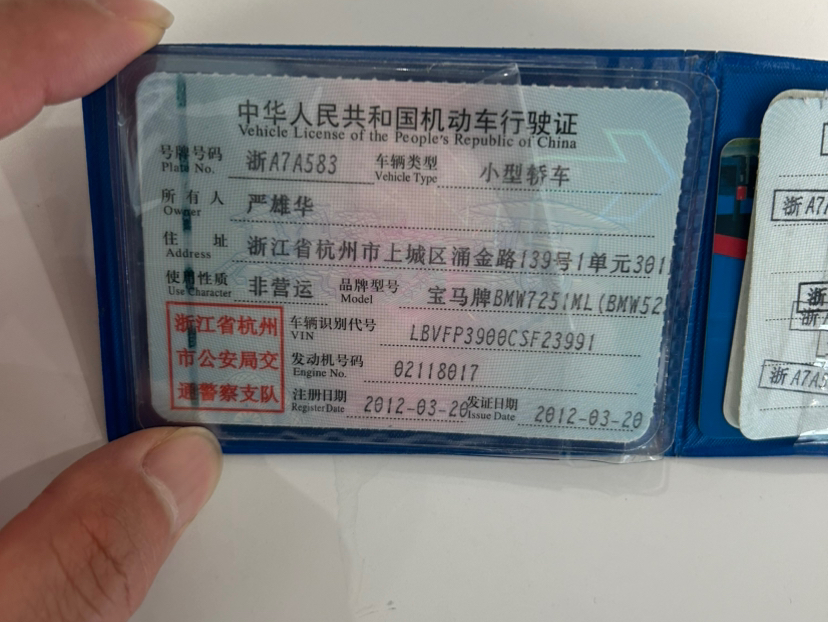 中华人民共和国机动车行驶证
Vehicle License of the People's Republic of China
号牌号码 浙A7A583 车辆类型 小型轿车
Plate No. Vehicle Type
所有人 严雄华
Owner
住址 浙江省杭州市上城区涌金路139号1单元301
Address
使用性质 非营运 品牌型号 宝马牌BMW7251ML(BMW52
Use Character Model
浙江省杭州
市公安局交
通警察支队
车辆识别代号 LBVFP3900CSF23991
VIN
发动机号码 02118017
Engine No.
注册日期 2012-03-20 发证日期 2012-03-20
Register Date Issue Date
浙A7A
浙
浙
浙A7A5